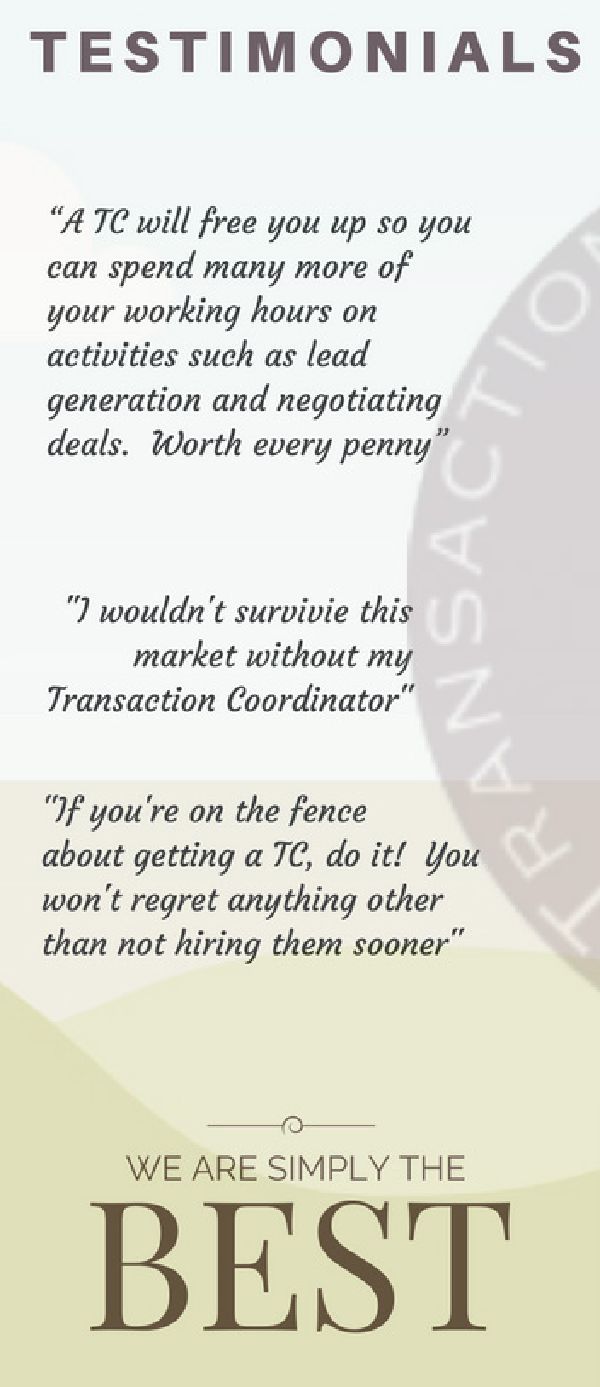 TESTIMONIALS
“A TC will free you up so you
can spend many more of
your working hours on
activities such as lead
generation and negotiating
deals.  Worth every penny”
"I wouldn't survivie this
market without my
Transaction Coordinator"
"If you're on the fence
about getting a TC, do it!  You
won't regret anything other
than not hiring them sooner"
TRANSACTION
WE ARE SIMPLY THE
BEST